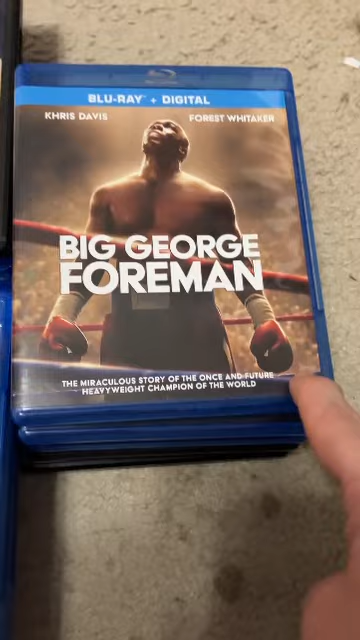 BLU-RAY™ + DIGITAL
KHRIS DAVIS FOREST WHITAKER
BIG GEORGE
FOREMAN
THE MIRACULOUS STORY OF THE ONCE AND FUTURE
HEAVYWEIGHT CHAMPION OF THE WORLD